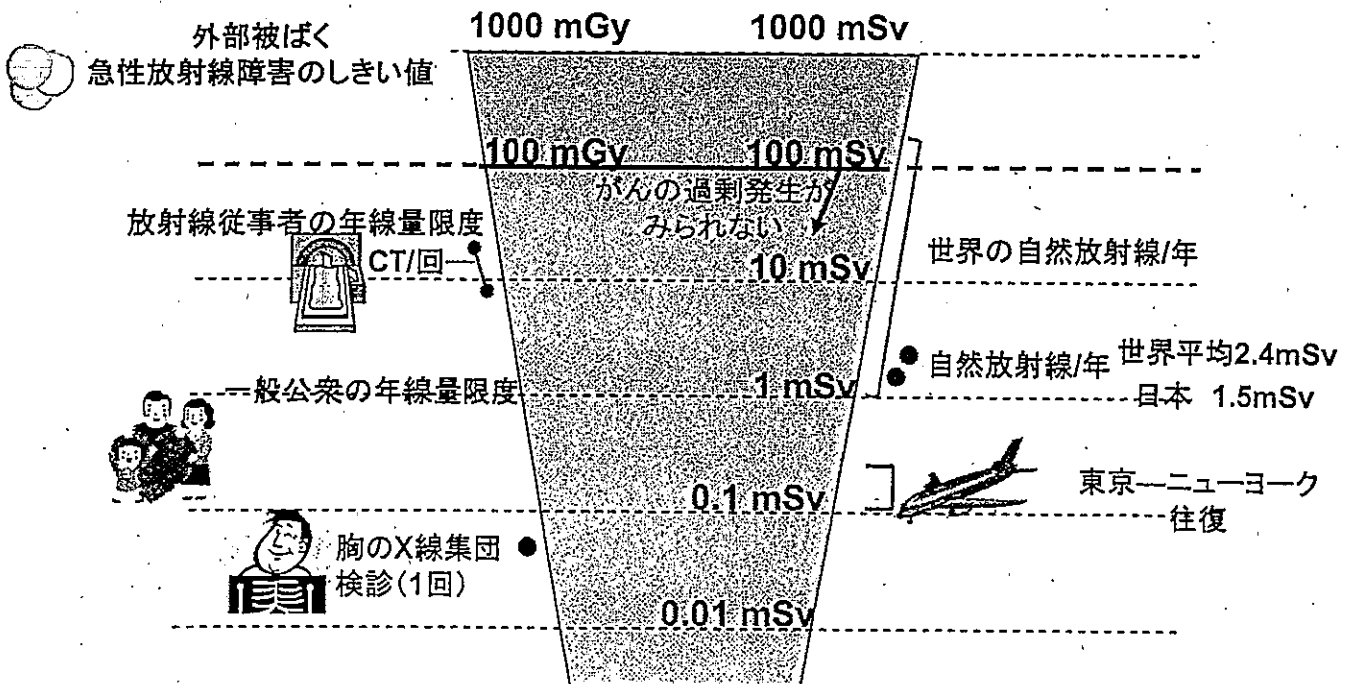 1000 mGy 1000 mSv
外部被ばく
急性放射線障害のしきい値
100 mGy 100 mSv
がんの過剰発生が
みられない
放射線従事者の年線量限度
CT/回
10 mSv
世界の自然放射線/年
自然放射線/年 世界平均2.4mSv
日本 1.5mSv
一般公衆の年線量限度
1 mSv
0.1 mSv
東京―ニューヨーク
往復
胸のX線集団
検診(1回)
0.01 mSv